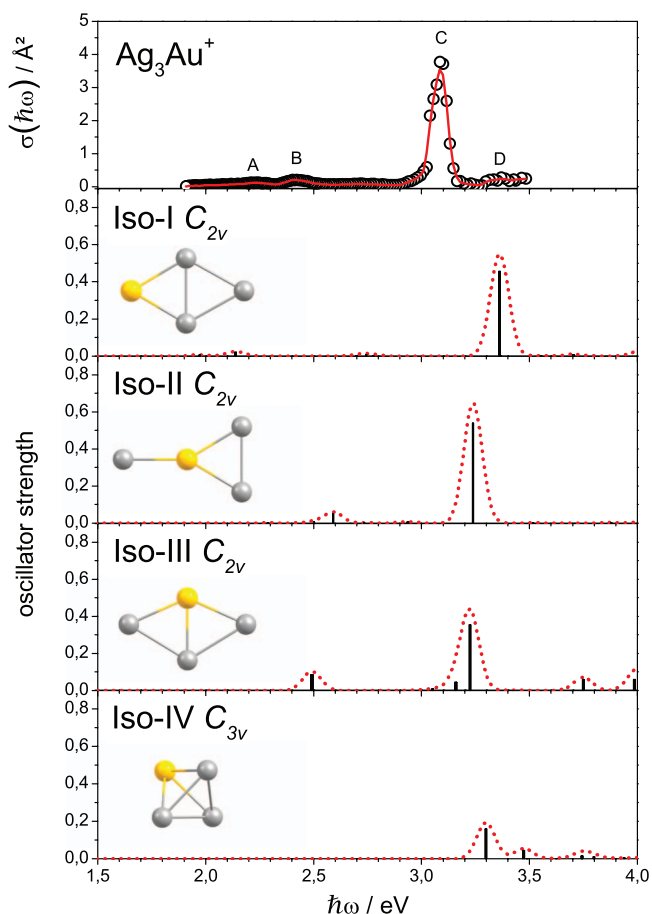 C
5
Ag₃Au⁺
4
3
2
A B D
1
0
σ(ℏω) / Å²
0,8
Iso-I C₂ᵥ
0,6
0,4
0,2
0,0
0,8
Iso-II C₂ᵥ
0,6
0,4
0,2
0,0
0,8
Iso-III C₂ᵥ
0,6
0,4
0,2
0,0
0,8
Iso-IV C₃ᵥ
0,6
0,4
0,2
0,0
oscillator strength
1,5 2,0 2,5 3,0 3,5 4,0
ℏω / eV